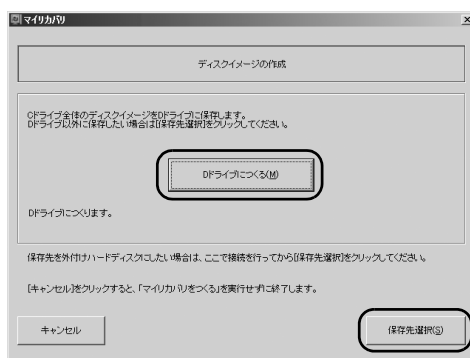 マイリカバリ
ディスクイメージの作成
Cドライブ全体のディスクイメージをDドライブに保存します。
Dドライブ以外に保存したい場合は[保存先選択]をクリックしてください。
Dドライブにつくる(M)
Dドライブにつくります。
保存先を外付けハードディスクにしたい場合は、ここで接続を行ってから[保存先選択]をクリックしてください。
[キャンセル]をクリックすると、「マイリカバリをつくる」を実行せずに終了します。
キャンセル
保存先選択(S)